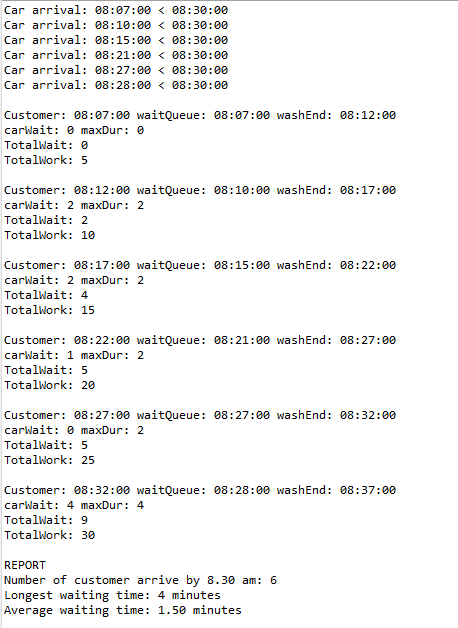 Car arrival: 08:07:00 < 08:30:00
Car arrival: 08:10:00 < 08:30:00
Car arrival: 08:15:00 < 08:30:00
Car arrival: 08:21:00 < 08:30:00
Car arrival: 08:27:00 < 08:30:00
Car arrival: 08:28:00 < 08:30:00
Customer: 08:07:00 waitQueue: 08:07:00 washEnd: 08:12:00
carWait: 0 maxDur: 0
TotalWait: 0
TotalWork: 5
Customer: 08:12:00 waitQueue: 08:10:00 washEnd: 08:17:00
carWait: 2 maxDur: 2
TotalWait: 2
TotalWork: 10
Customer: 08:17:00 waitQueue: 08:15:00 washEnd: 08:22:00
carWait: 2 maxDur: 2
TotalWait: 4
TotalWork: 15
Customer: 08:22:00 waitQueue: 08:21:00 washEnd: 08:27:00
carWait: 1 maxDur: 2
TotalWait: 5
TotalWork: 20
Customer: 08:27:00 waitQueue: 08:27:00 washEnd: 08:32:00
carWait: 0 maxDur: 2
TotalWait: 5
TotalWork: 25
Customer: 08:32:00 waitQueue: 08:28:00 washEnd: 08:37:00
carWait: 4 maxDur: 4
TotalWait: 9
TotalWork: 30
REPORT
Number of customer arrive by 8.30 am: 6
Longest waiting time: 4 minutes
Average waiting time: 1.50 minutes